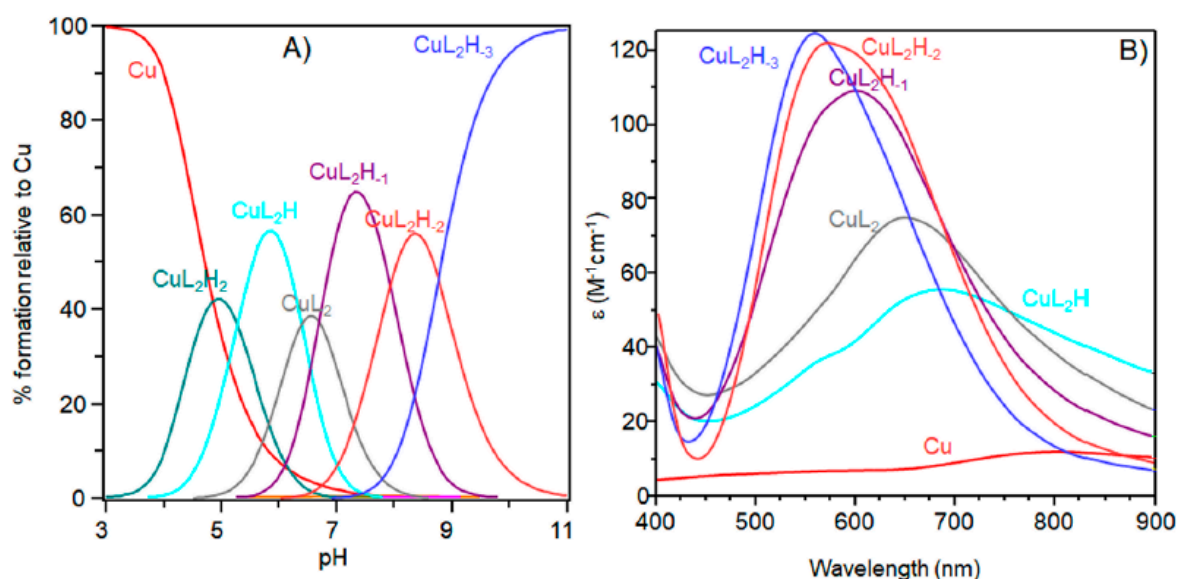 A)
% formation relative to Cu
100
80
60
40
20
0
3
5
7
9
11
pH
Cu
CuL₂H₂
CuL₂H
CuL₂
CuL₂H₋₁
CuL₂H₋₂
CuL₂H₋₃
B)
ε (M⁻¹cm⁻¹)
120
100
80
60
40
20
0
400
500
600
700
800
900
Wavelength (nm)
CuL₂H₋₃
CuL₂H₋₂
CuL₂H₋₁
CuL₂
CuL₂H
Cu